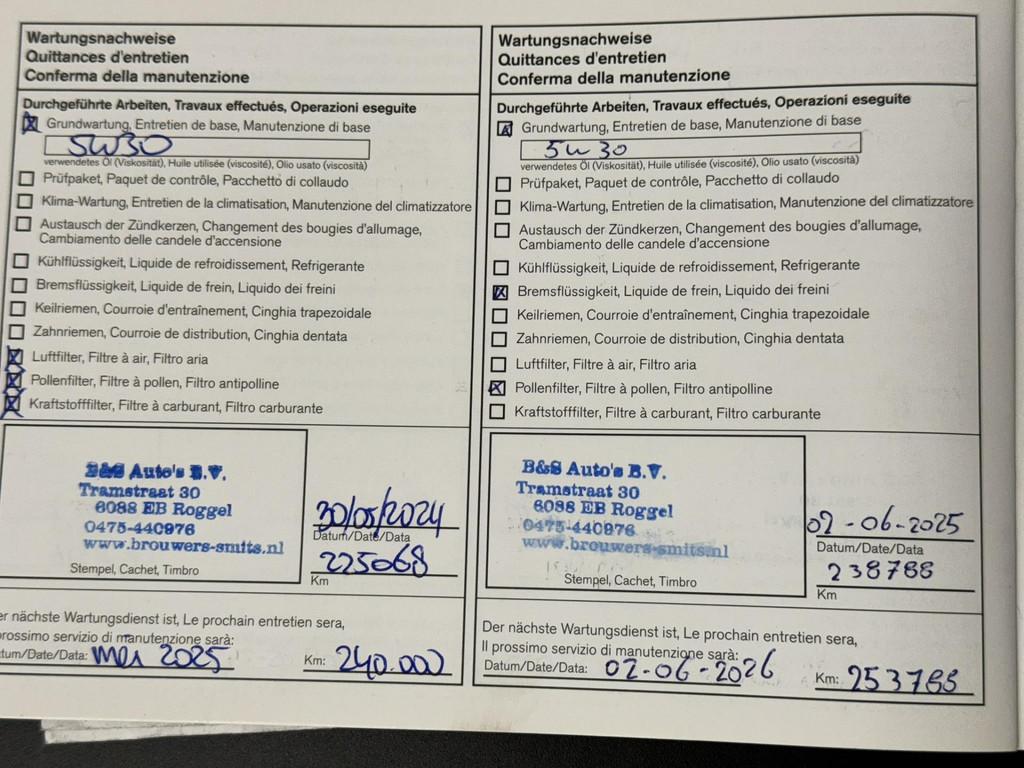 Wartungsnachweise
Quittances d'entretien
Conferma della manutenzione
Durchgeführte Arbeiten, Travaux effectués, Operazioni eseguite
Grundwartung, Entretien de base, Manutenzione di base
5W30
verwendetes Öl (Viskosität), Huile utilisée (viscosité), Olio usato (viscosità)
Prüfpaket, Paquet de contrôle, Pacchetto di collaudo
Klima-Wartung, Entretien de la climatisation, Manutenzione del climatizzatore
Austausch der Zündkerzen, Changement des bougies d'allumage,
Cambiamento delle candele d'accensione
Kühlflüssigkeit, Liquide de refroidissement, Refrigerante
Bremsflüssigkeit, Liquide de frein, Liquido dei freini
Keilriemen, Courroie d'entraînement, Cinghia trapezoidale
Zahnriemen, Courroie de distribution, Cinghia dentata
Luftfilter, Filtre à air, Filtro aria
Pollenfilter, Filtre à pollen, Filtro antipolline
Kraftstofffilter, Filtre à carburant, Filtro carburante
B&S Auto's B.V.
Tramstraat 30
6088 EB Roggel
0475-440976
www.brouwers-smits.nl
Stempel, Cachet, Timbro
30/05/2024
Datum/Date/Data
225068
Km
er nächste Wartungsdienst ist, Le prochain entretien sera,
prossimo servizio di manutenzione sarà:
tum/Date/Data: Mei 2025 Km: 240.000
Wartungsnachweise
Quittances d'entretien
Conferma della manutenzione
Durchgeführte Arbeiten, Travaux effectués, Operazioni eseguite
Grundwartung, Entretien de base, Manutenzione di base
5w30
verwendetes Öl (Viskosität), Huile utilisée (viscosité), Olio usato (viscosità)
Prüfpaket, Paquet de contrôle, Pacchetto di collaudo
Klima-Wartung, Entretien de la climatisation, Manutenzione del climatizzatore
Austausch der Zündkerzen, Changement des bougies d'allumage,
Cambiamento delle candele d'accensione
Kühlflüssigkeit, Liquide de refroidissement, Refrigerante
Bremsflüssigkeit, Liquide de frein, Liquido dei freini
Keilriemen, Courroie d'entraînement, Cinghia trapezoidale
Zahnriemen, Courroie de distribution, Cinghia dentata
Luftfilter, Filtre à air, Filtro aria
Pollenfilter, Filtre à pollen, Filtro antipolline
Kraftstofffilter, Filtre à carburant, Filtro carburante
B&S Auto's B.V.
Tramstraat 30
6088 EB Roggel
0475-440976
www.brouwers-smits.nl
Stempel, Cachet, Timbro
02-06-2025
Datum/Date/Data
238788
Km
Der nächste Wartungsdienst ist, Le prochain entretien sera,
Il prossimo servizio di manutenzione sarà:
Datum/Date/Data: 02-06-2026 Km: 253788